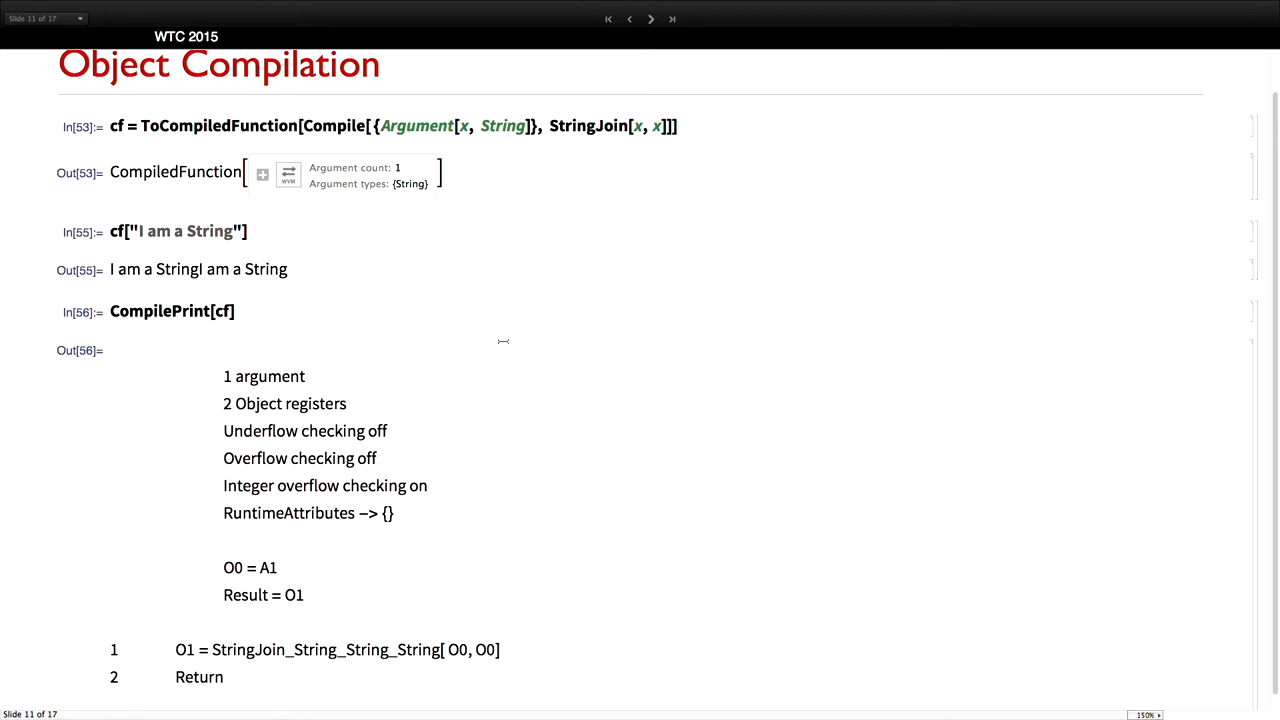 Slide 11 of 17
WTC 2015
Object Compilation
In[53]:= cf = ToCompiledFunction[Compile[ {Argument[x, String]}, StringJoin[x, x]]]
Out[53]= CompiledFunction[ WVM Argument count: 1
Argument types: {String} ]
In[55]:= cf["I am a String"]
Out[55]= I am a StringI am a String
In[56]:= CompilePrint[cf]
Out[56]=
1 argument
2 Object registers
Underflow checking off
Overflow checking off
Integer overflow checking on
RuntimeAttributes -> {}
O0 = A1
Result = O1
1 O1 = StringJoin_String_String_String[ O0, O0]
2 Return
Slide 11 of 17
150%